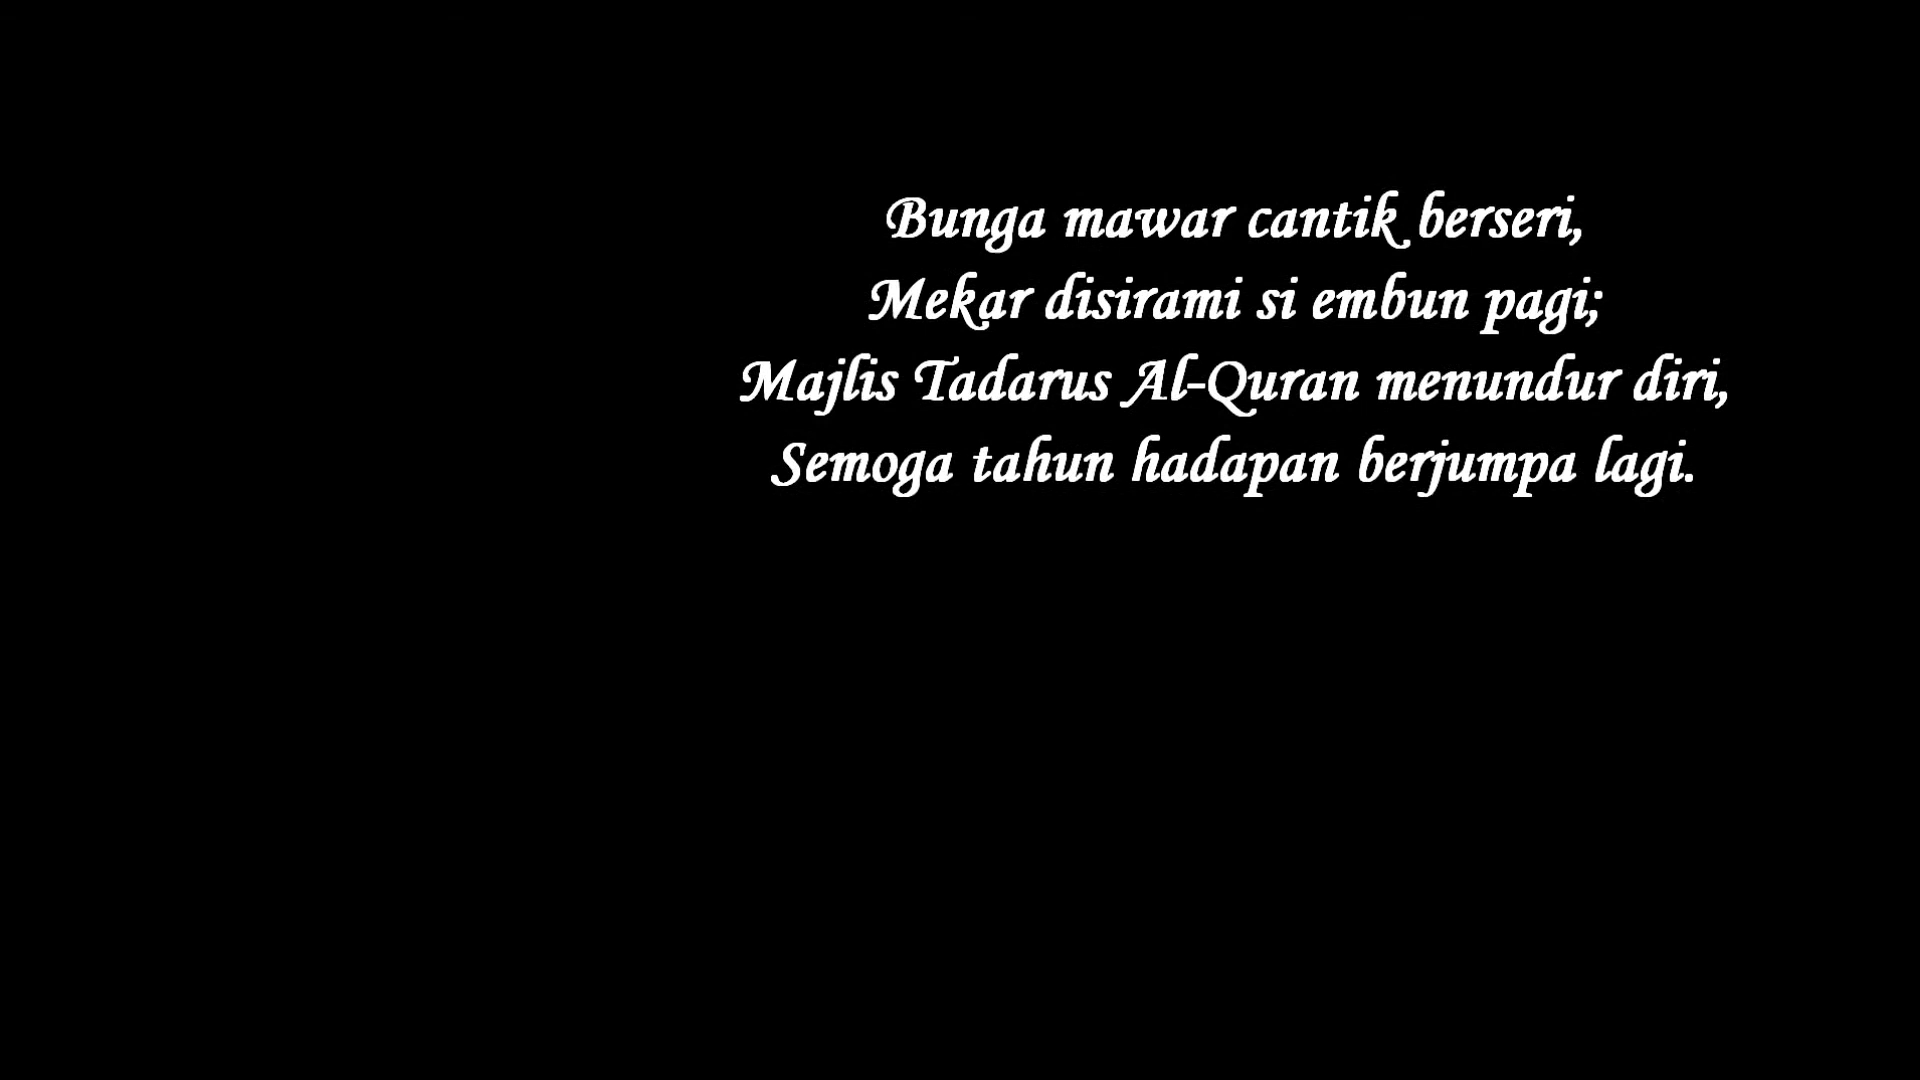 Bunga mawar cantik berseri,
Mekar disirami si embun pagi;
Majlis Tadarus Al-Quran menundur diri,
Semoga tahun hadapan berjumpa lagi.